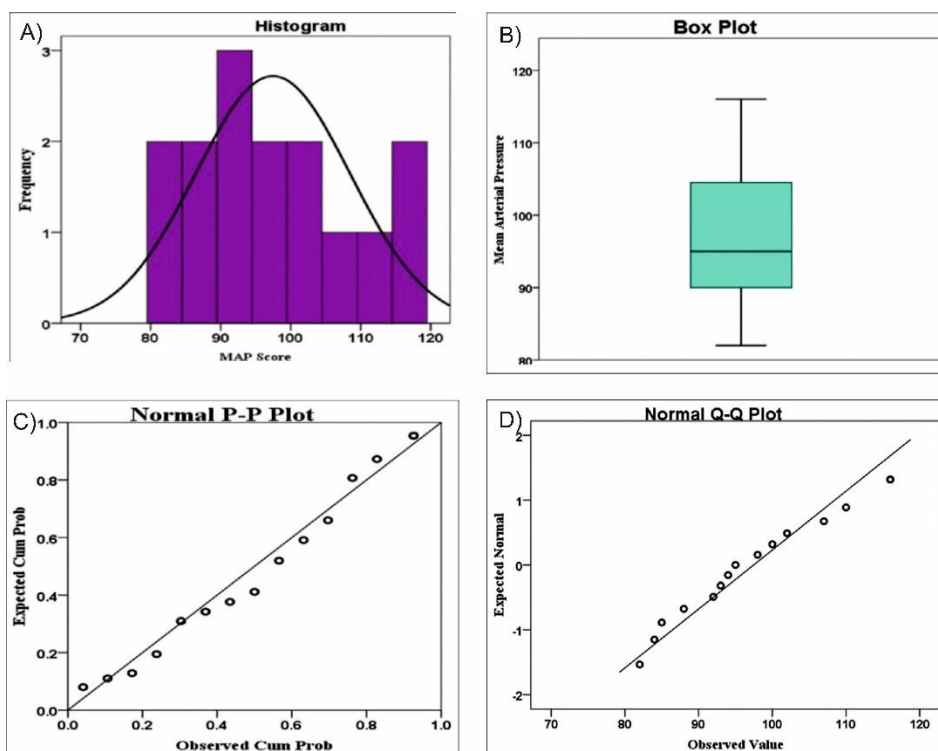 A)
Histogram
Frequency
3
2
1
0
70 80 90 100 110 120
MAP Score
B)
Box Plot
Mean Arterial Pressure
120
110
100
90
80
C)
Normal P-P Plot
Expected Cum Prob
1.0
0.8
0.6
0.4
0.2
0.0
0.0 0.2 0.4 0.6 0.8 1.0
Observed Cum Prob
D)
Normal Q-Q Plot
Expected Normal
2
1
0
-1
-2
70 80 90 100 110 120
Observed Value